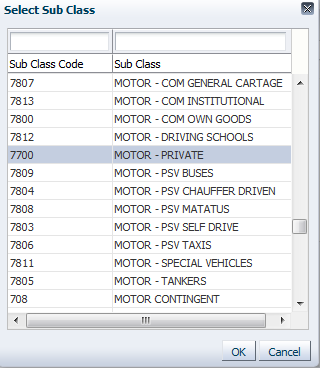 Select Sub Class
Sub Class Code Sub Class
7807 MOTOR - COM GENERAL CARTAGE
7813 MOTOR - COM INSTITUTIONAL
7800 MOTOR - COM OWN GOODS
7812 MOTOR - DRIVING SCHOOLS
7700 MOTOR - PRIVATE
7809 MOTOR - PSV BUSES
7804 MOTOR - PSV CHAUFFER DRIVEN
7808 MOTOR - PSV MATATUS
7803 MOTOR - PSV SELF DRIVE
7806 MOTOR - PSV TAXIS
7811 MOTOR - SPECIAL VEHICLES
7805 MOTOR - TANKERS
708 MOTOR CONTINGENT
OK Cancel